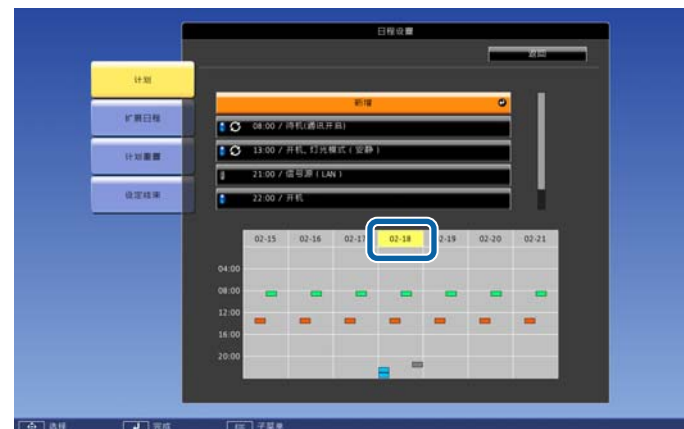 日程设置
返回
计划
扩展日程
计划重置
设定结束
新增
08:00 / 待机(通讯开启)
13:00 / 开机、灯光模式 ( 安静 )
21:00 / 信号源 ( LAN )
22:00 / 开机
02-15 02-16 02-17 02-18 02-19 02-20 02-21
04:00
08:00
12:00
16:00
20:00
选择 完成 Esc 子菜单